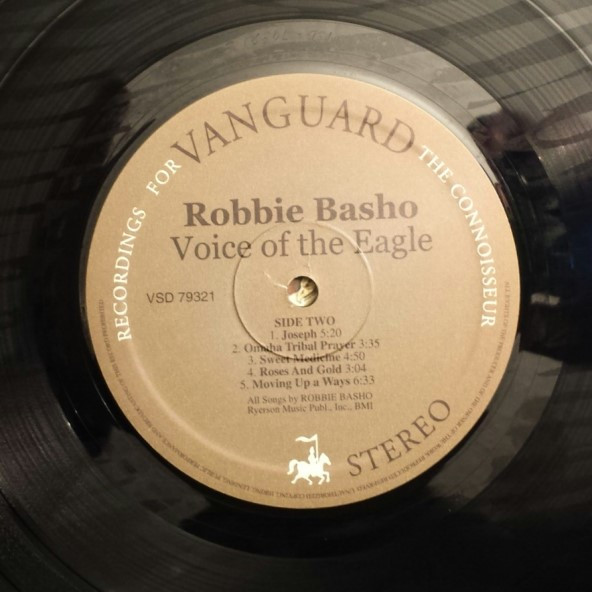 RECORDINGS FOR VANGUARD THE CONNOISSEUR
Robbie Basho
Voice of the Eagle
VSD 79321
SIDE TWO
1. Joseph 5:20
2. Omaha Tribal Prayer 3:35
3. Sweet Medicine 4:50
4. Roses And Gold 3:04
5. Moving Up a Ways 6:33
All Songs by ROBBIE BASHO
Ryerson Music Publ., Inc., BMI
STEREO